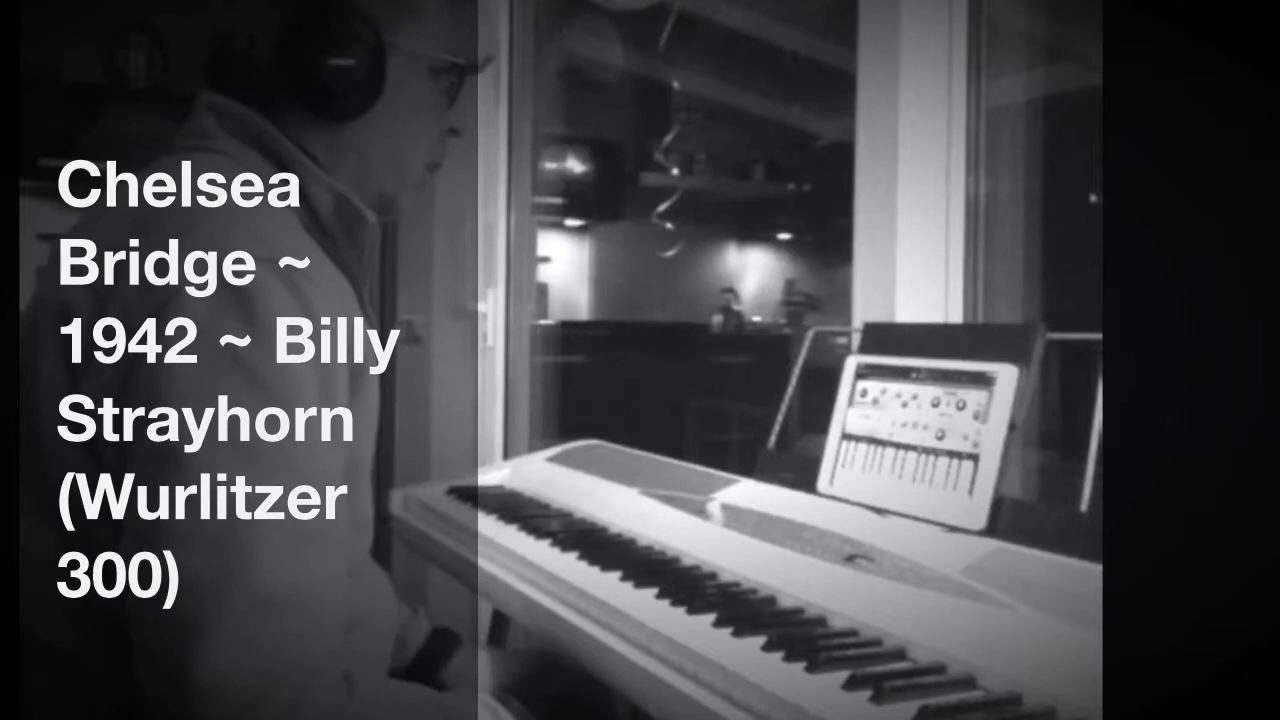 Chelsea
Bridge ~
1942 ~ Billy
Strayhorn
(Wurlitzer
300)